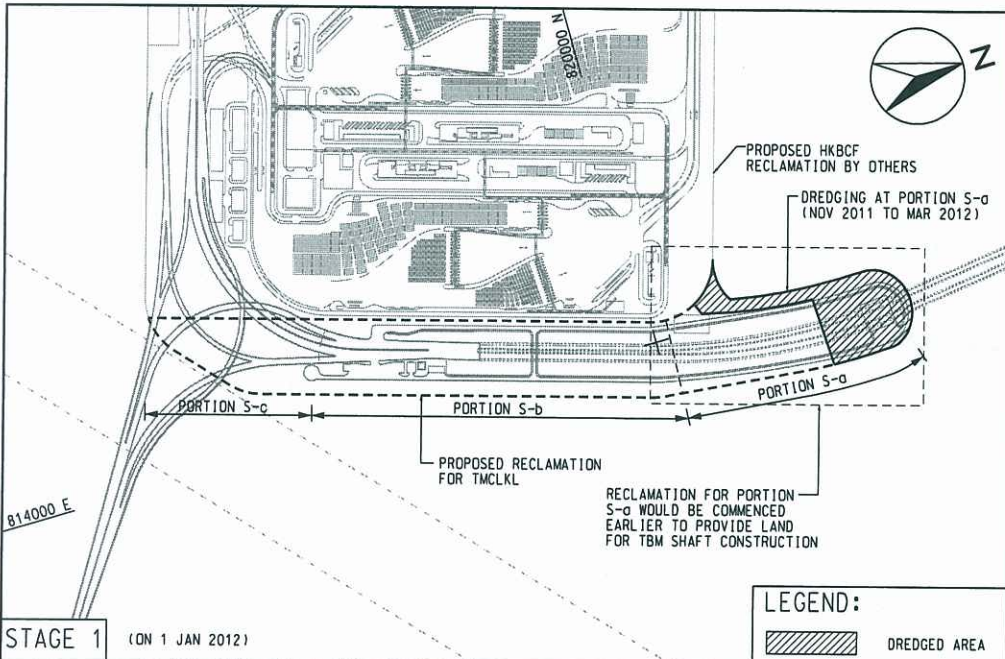 820000 N
N
PROPOSED HKBCF
RECLAMATION BY OTHERS
DREDGING AT PORTION S-a
(NOV 2011 TO MAR 2012)
PORTION S-c
PORTION S-b
PORTION S-a
PROPOSED RECLAMATION
FOR TMCLKL
RECLAMATION FOR PORTION
S-a WOULD BE COMMENCED
EARLIER TO PROVIDE LAND
FOR TBM SHAFT CONSTRUCTION
814000 E
STAGE 1
(ON 1 JAN 2012)
LEGEND:
DREDGED AREA